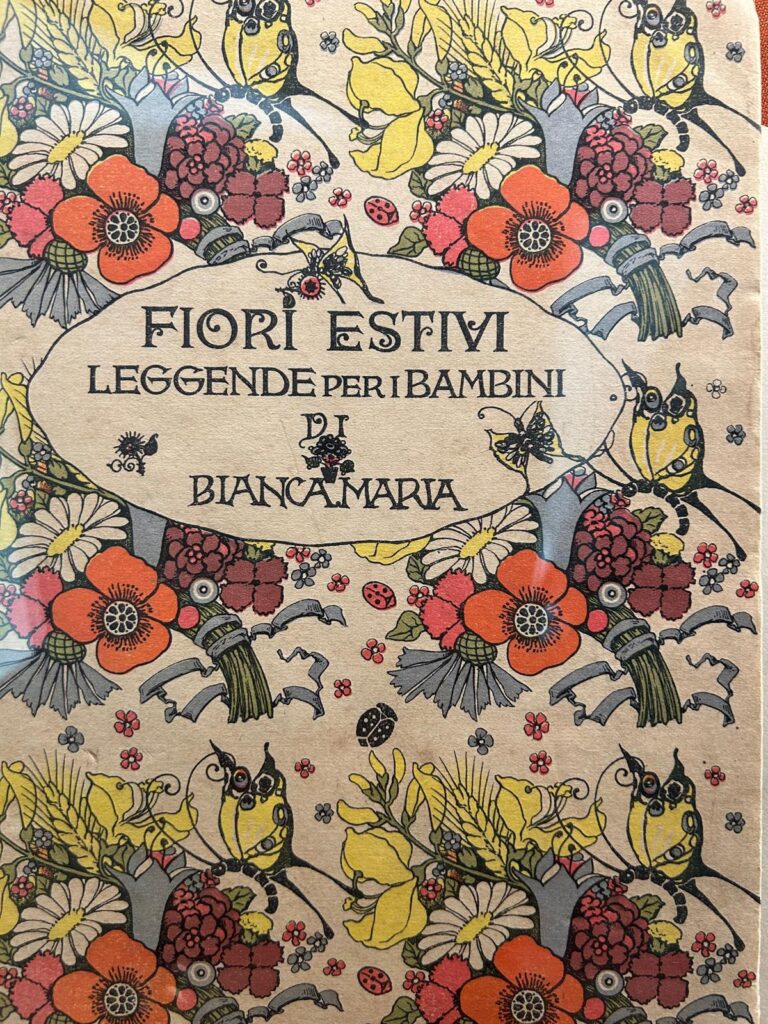 FIORI ESTIVI
LEGGENDE PER I BAMBINI
DI
BIANCAMARIA